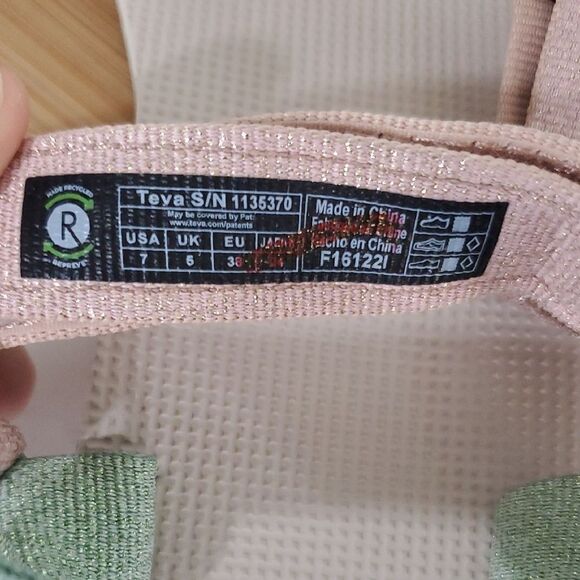 MADE RECYCLED
R
REPREVE
Teva S/N 1135370
May be covered by Pat:
www.teva.com/patents
USA UK EU
7 5 38
Made in China
en China
F16122I